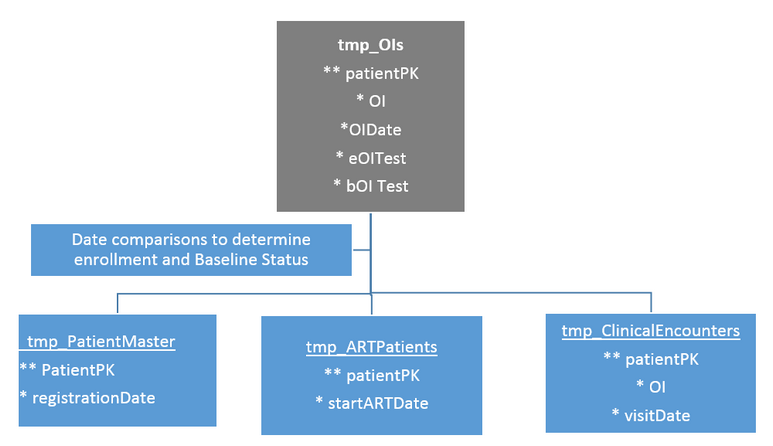 tmp_OIs
** patientPK
* OI
*OIDate
* eOITest
* bOI Test
Date comparisons to determine
enrollment and Baseline Status
tmp_PatientMaster
** PatientPK
* registrationDate
tmp_ARTPatients
** patientPK
* startARTDate
tmp_ClinicalEncounters
** patientPK
* OI
* visitDate